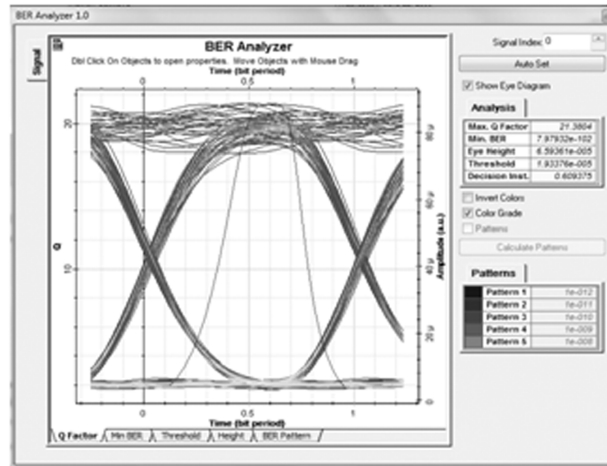 BER Analyzer 1.0
Signal
BER Analyzer
Dbl Click On Objects to open properties. Move Objects with Mouse Drag
Time (bit period)
0 0.5 1
20
10
Q
80 µ
60 µ
40 µ
20 µ
0
Amplitude (a.u.)
0 0.5 1
Time (bit period)
Q Factor Min BER Threshold Height BER Pattern
Signal Index: 0
Auto Set
Show Eye Diagram
Analysis
Max. Q Factor 21.3804
Min. BER 7.97932e-102
Eye Height 6.59361e-005
Threshold 1.93376e-005
Decision Inst. 0.609375
Invert Colors
Color Grade
Patterns
Calculate Patterns
Patterns
Pattern 1 1e-012
Pattern 2 1e-011
Pattern 3 1e-010
Pattern 4 1e-009
Pattern 5 1e-008